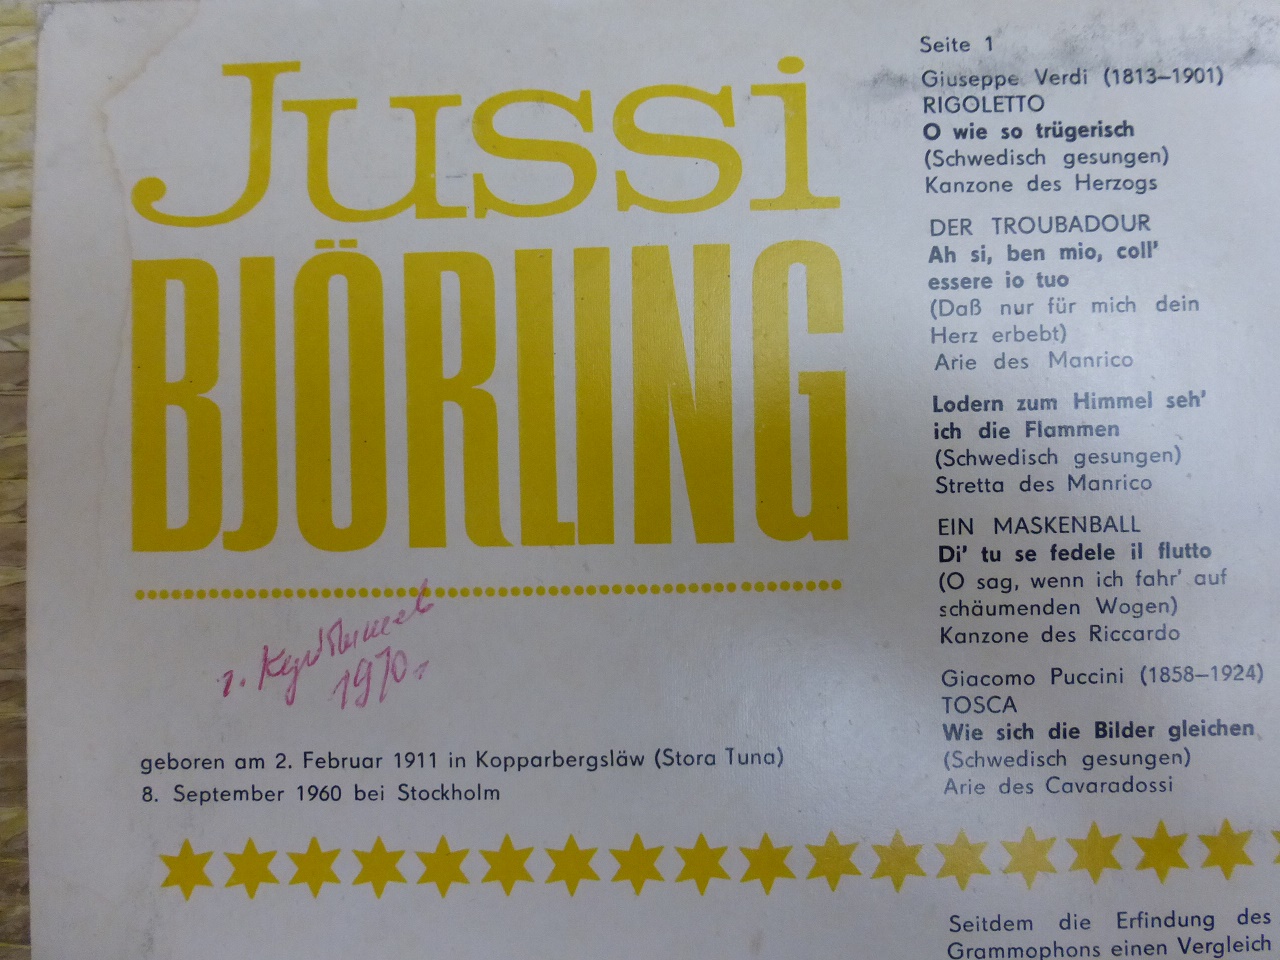 Jussi
BJÖRLING
1970
geboren am 2. Februar 1911 in Kopparbergsläw (Stora Tuna)
8. September 1960 bei Stockholm
Seite 1
Giuseppe Verdi (1813–1901)
RIGOLETTO
O wie so trügerisch
(Schwedisch gesungen)
Kanzone des Herzogs
DER TROUBADOUR
Ah si, ben mio, coll'
essere io tuo
(Daß nur für mich dein
Herz erbebt)
Arie des Manrico
Lodern zum Himmel seh'
ich die Flammen
(Schwedisch gesungen)
Stretta des Manrico
EIN MASKENBALL
Di' tu se fedele il flutto
(O sag, wenn ich fahr' auf
schäumenden Wogen)
Kanzone des Riccardo
Giacomo Puccini (1858–1924)
TOSCA
Wie sich die Bilder gleichen
(Schwedisch gesungen)
Arie des Cavaradossi
Seitdem die Erfindung des
Grammophons einen Vergleich